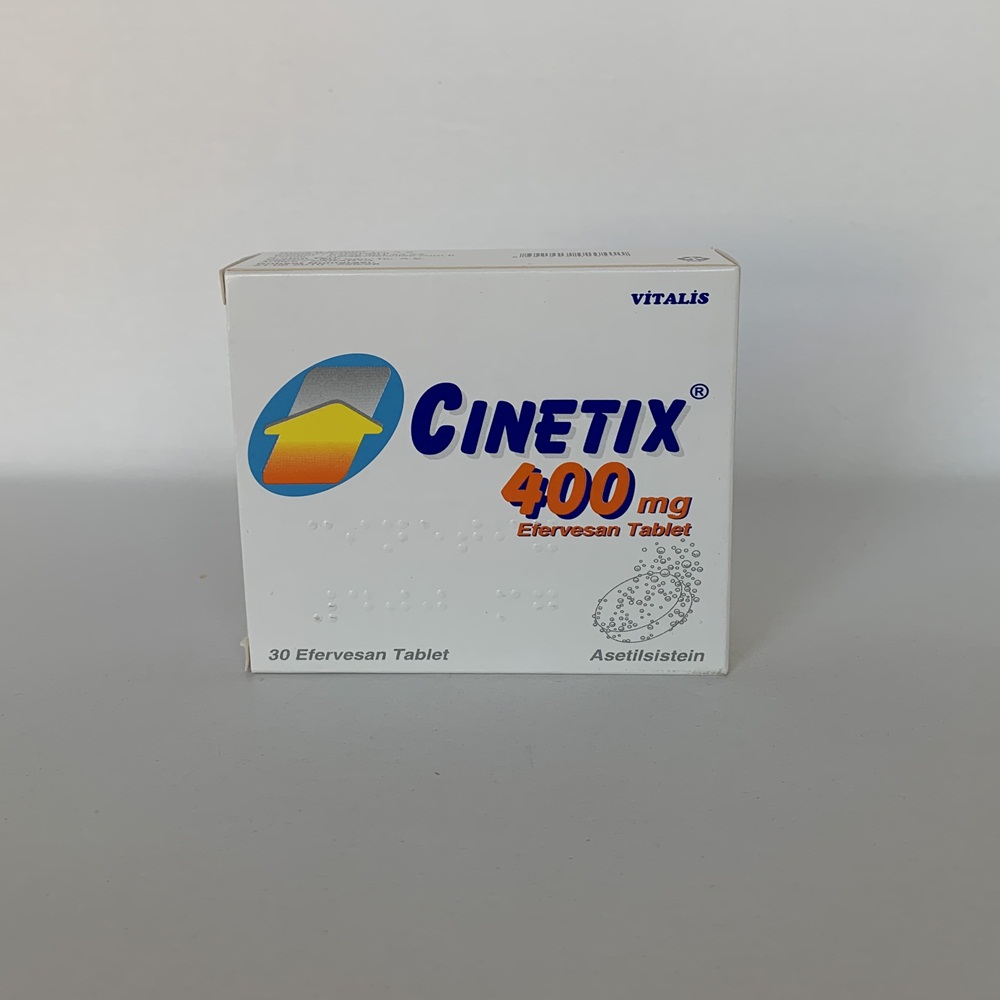 VİTALİS
CINETIX®
400 mg
Efervesan Tablet
30 Efervesan Tablet
Asetilsistein